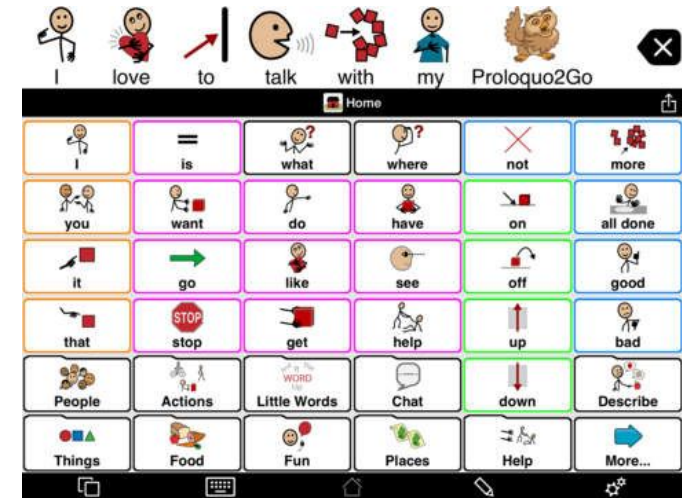 I love to talk with my Proloquo2Go
Home
I is what where not more
? ?
you want do have on all done
it go like see off good
STOP
that stop get help up bad
WORD
People Actions Little Words Chat down Describe
Things Food Fun Places Help More...